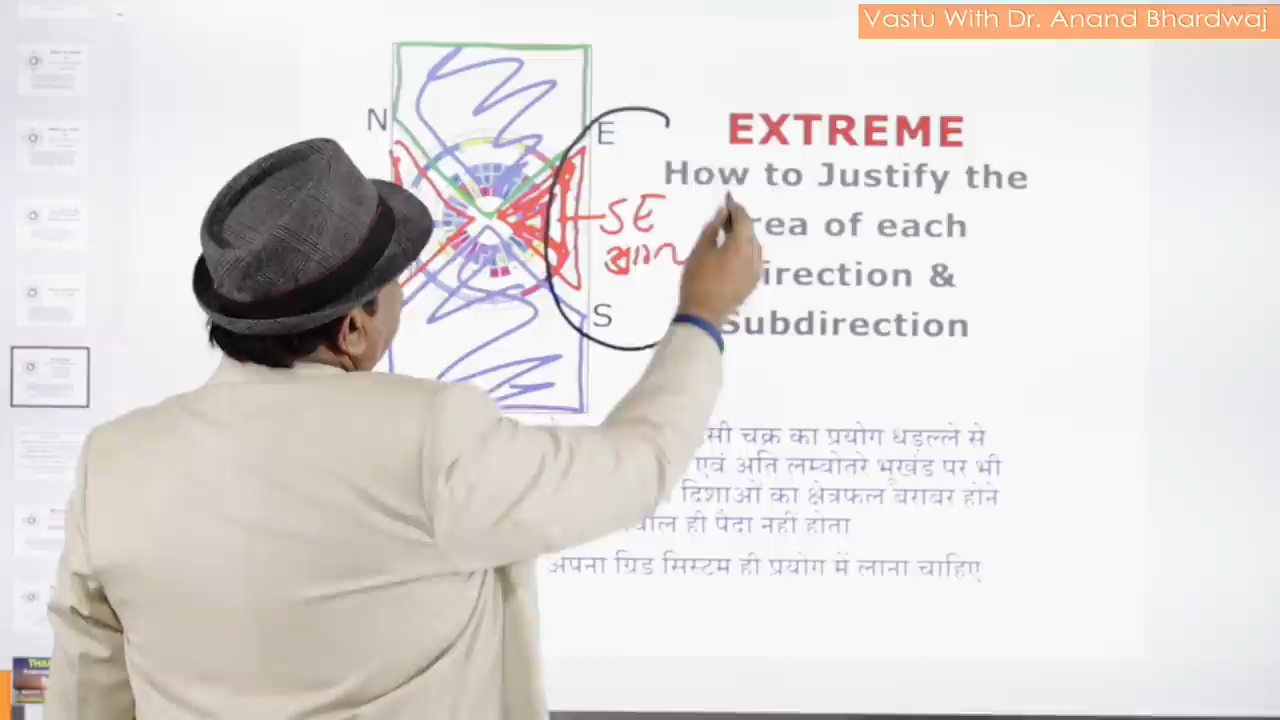 Vastu With Dr. Anand Bhardwaj
N
E
EXTREME
How to Justify the
rea of each
SE
irection &
S
Subdirection
चक्र का प्रयोग धड़ल्ले से
एवं अति लम्बोतरे भूखंड पर भी
दिशाओं का क्षेत्रफल बराबर होने
ही पैदा नहीं होता
अपना ग्रिड सिस्टम ही प्रयोग में लाना चाहिए